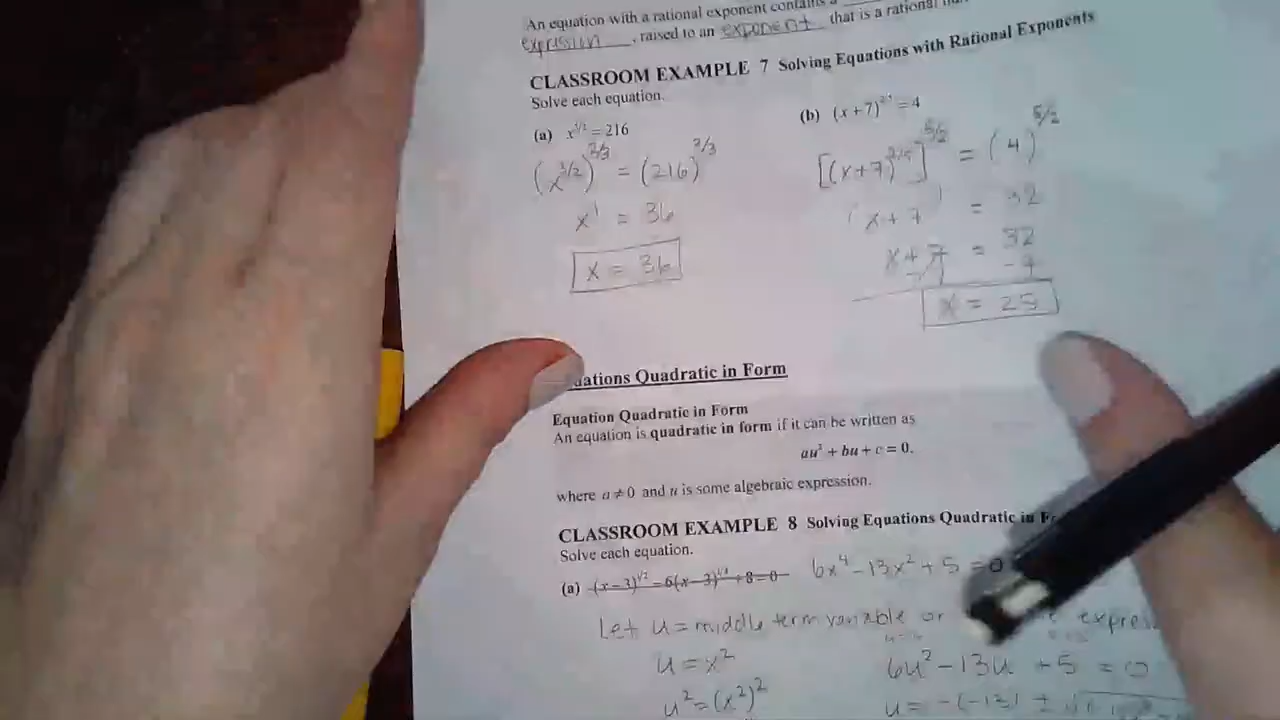 An equation with a rational exponent contains a
expression, raised to an exponent that is a rational
CLASSROOM EXAMPLE 7 Solving Equations with Rational Exponents
Solve each equation.
(a) x^3/2 = 216
(x^3/2)^2/3 = (216)^2/3
x^1 = 36
x = 36
(b) (x+7)^2/5 = 4
[(x+7)^2/5]^5/2 = (4)^5/2
(x+7)^1 = 32
x+7 = 32
-7 -7
x = 25
Equations Quadratic in Form
Equation Quadratic in Form
An equation is quadratic in form if it can be written as
au² + bu + c = 0.
where a ≠ 0 and u is some algebraic expression.
CLASSROOM EXAMPLE 8 Solving Equations Quadratic in
Solve each equation.
(a) (x-3)^1/2 - 6(x-3)^1/4 + 8 = 0 6x⁴ - 13x² + 5 = 0
Let u = middle term variable or
u = x²
u² = (x²)²
6u² - 13u + 5 = 0
u = -(-13) ±